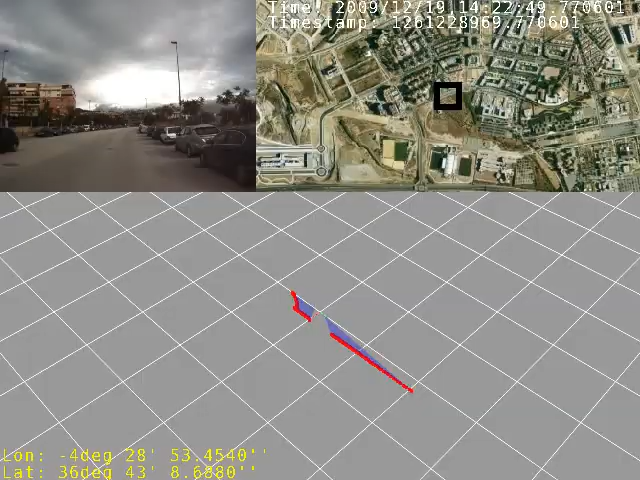 Time: 2009/12/19 14:22:49.770601
Timestamp: 1261228969.770601
Lon: -4deg 28' 53.4540''
Lat: 36deg 43' 8.6880''